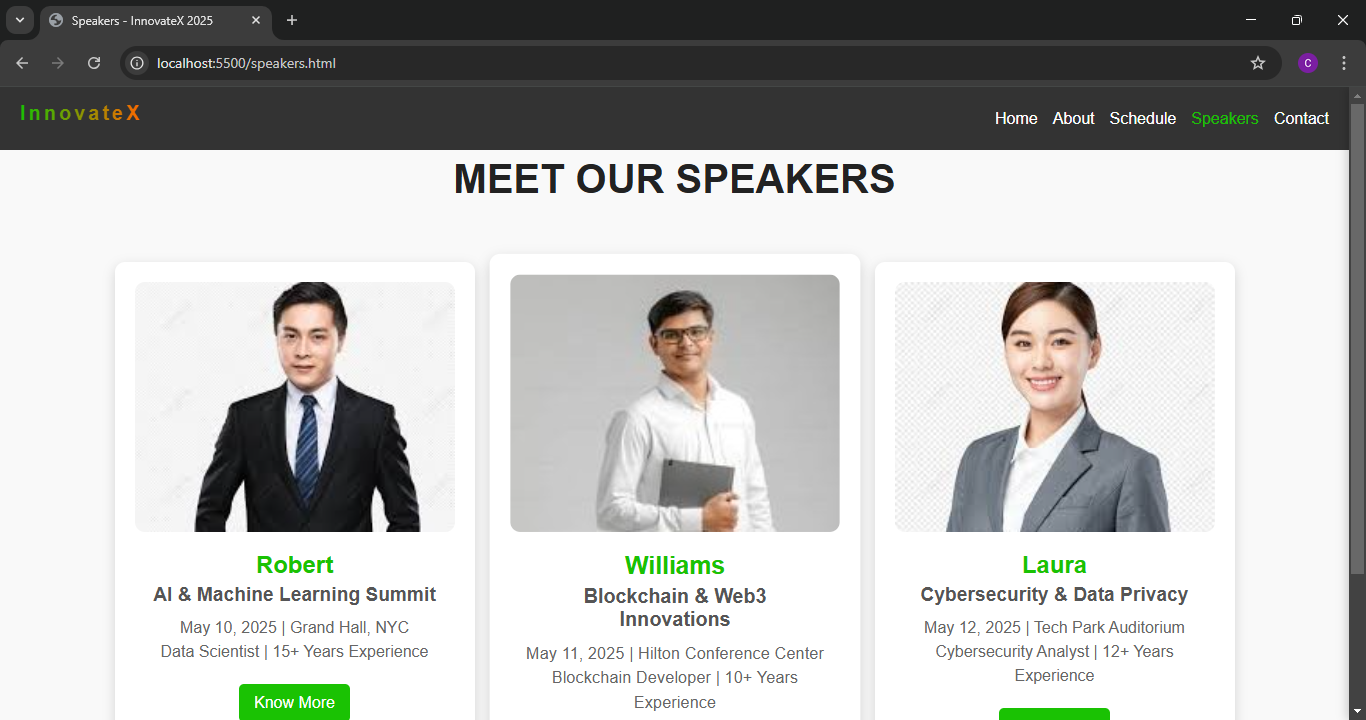 Speakers - InnovateX 2025
localhost:5500/speakers.html
C
InnovateX
Home About Schedule Speakers Contact
MEET OUR SPEAKERS
Robert
AI & Machine Learning Summit
May 10, 2025 | Grand Hall, NYC
Data Scientist | 15+ Years Experience
Know More
Williams
Blockchain & Web3
Innovations
May 11, 2025 | Hilton Conference Center
Blockchain Developer | 10+ Years
Experience
Laura
Cybersecurity & Data Privacy
May 12, 2025 | Tech Park Auditorium
Cybersecurity Analyst | 12+ Years
Experience